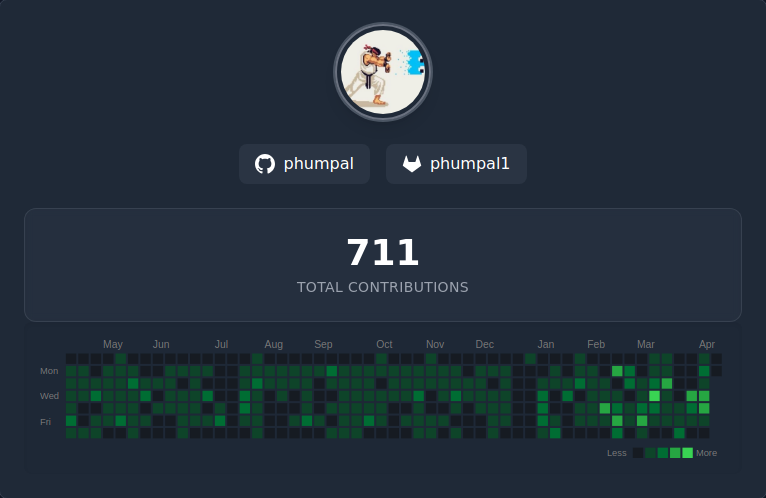 phumpal phumpal1
711
TOTAL CONTRIBUTIONS
May Jun Jul Aug Sep Oct Nov Dec Jan Feb Mar Apr
Mon
Wed
Fri
Less More